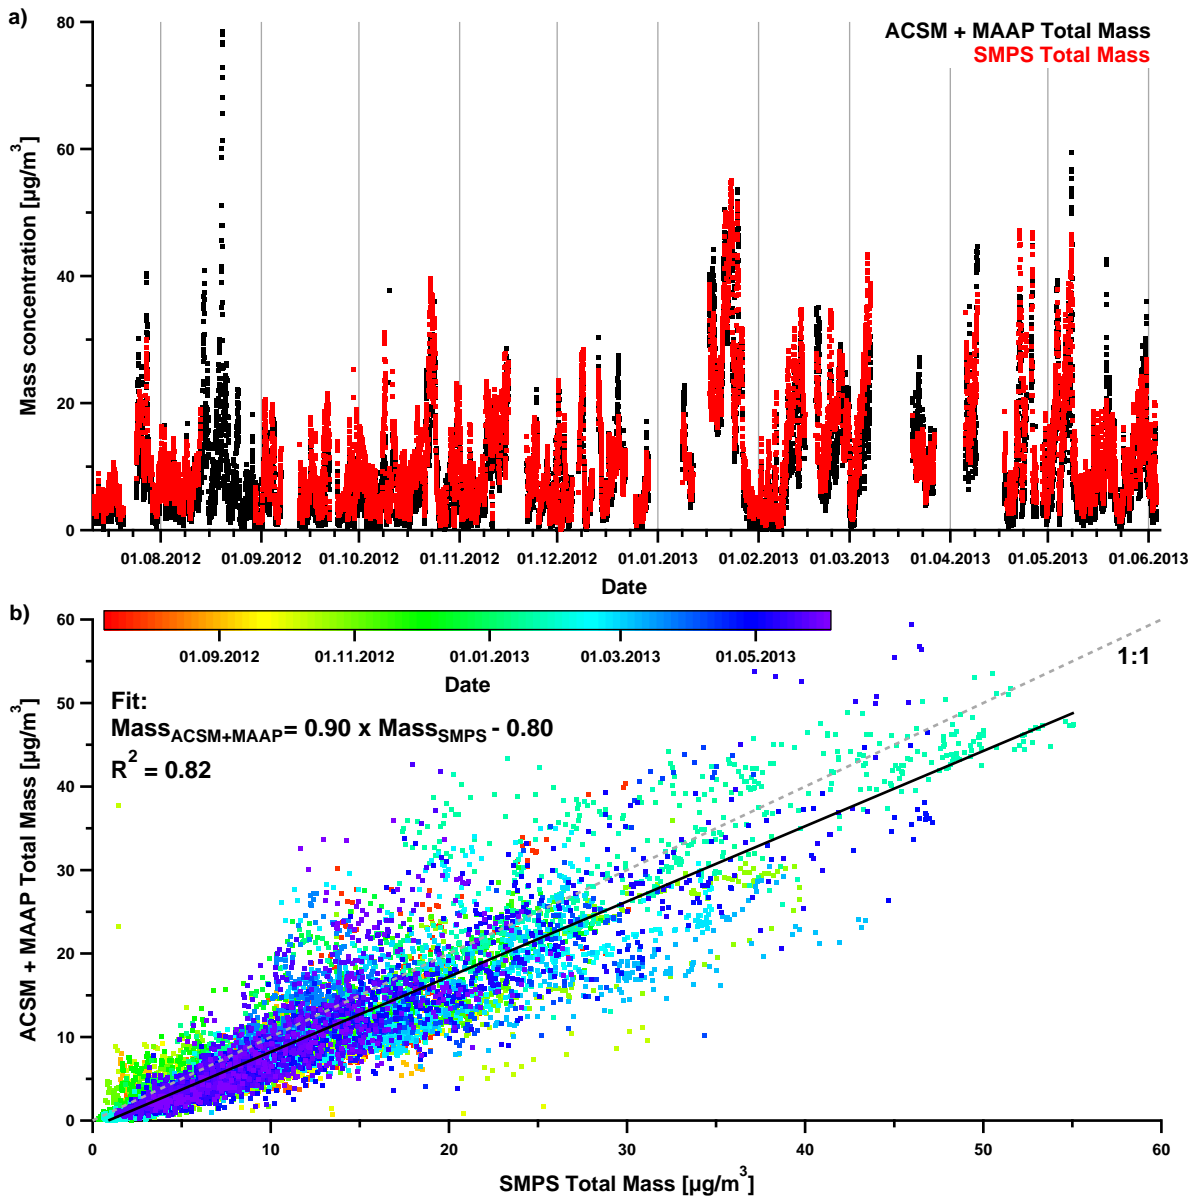 a)
ACSM + MAAP Total Mass
SMPS Total Mass
Mass concentration [µg/m³]
80
60
40
20
0
01.08.2012 01.09.2012 01.10.2012 01.11.2012 01.12.2012 01.01.2013 01.02.2013 01.03.2013 01.04.2013 01.05.2013 01.06.2013
Date
b)
ACSM + MAAP Total Mass [µg/m³]
60
50
40
30
20
10
0
01.09.2012 01.11.2012 01.01.2013 01.03.2013 01.05.2013
Date
1:1
Fit:
Mass_ACSM+MAAP = 0.90 x Mass_SMPS - 0.80
R² = 0.82
0 10 20 30 40 50 60
SMPS Total Mass [µg/m³]